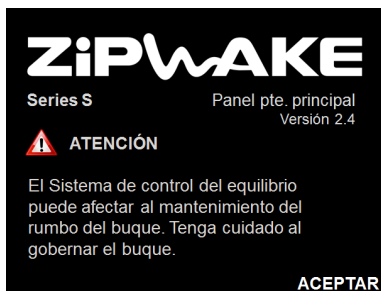 ZiPWAKE
Series S
Panel pte. principal
Versión 2.4
ATENCIÓN
El Sistema de control del equilibrio
puede afectar al mantenimiento del
rumbo del buque. Tenga cuidado al
gobernar el buque.
ACEPTAR